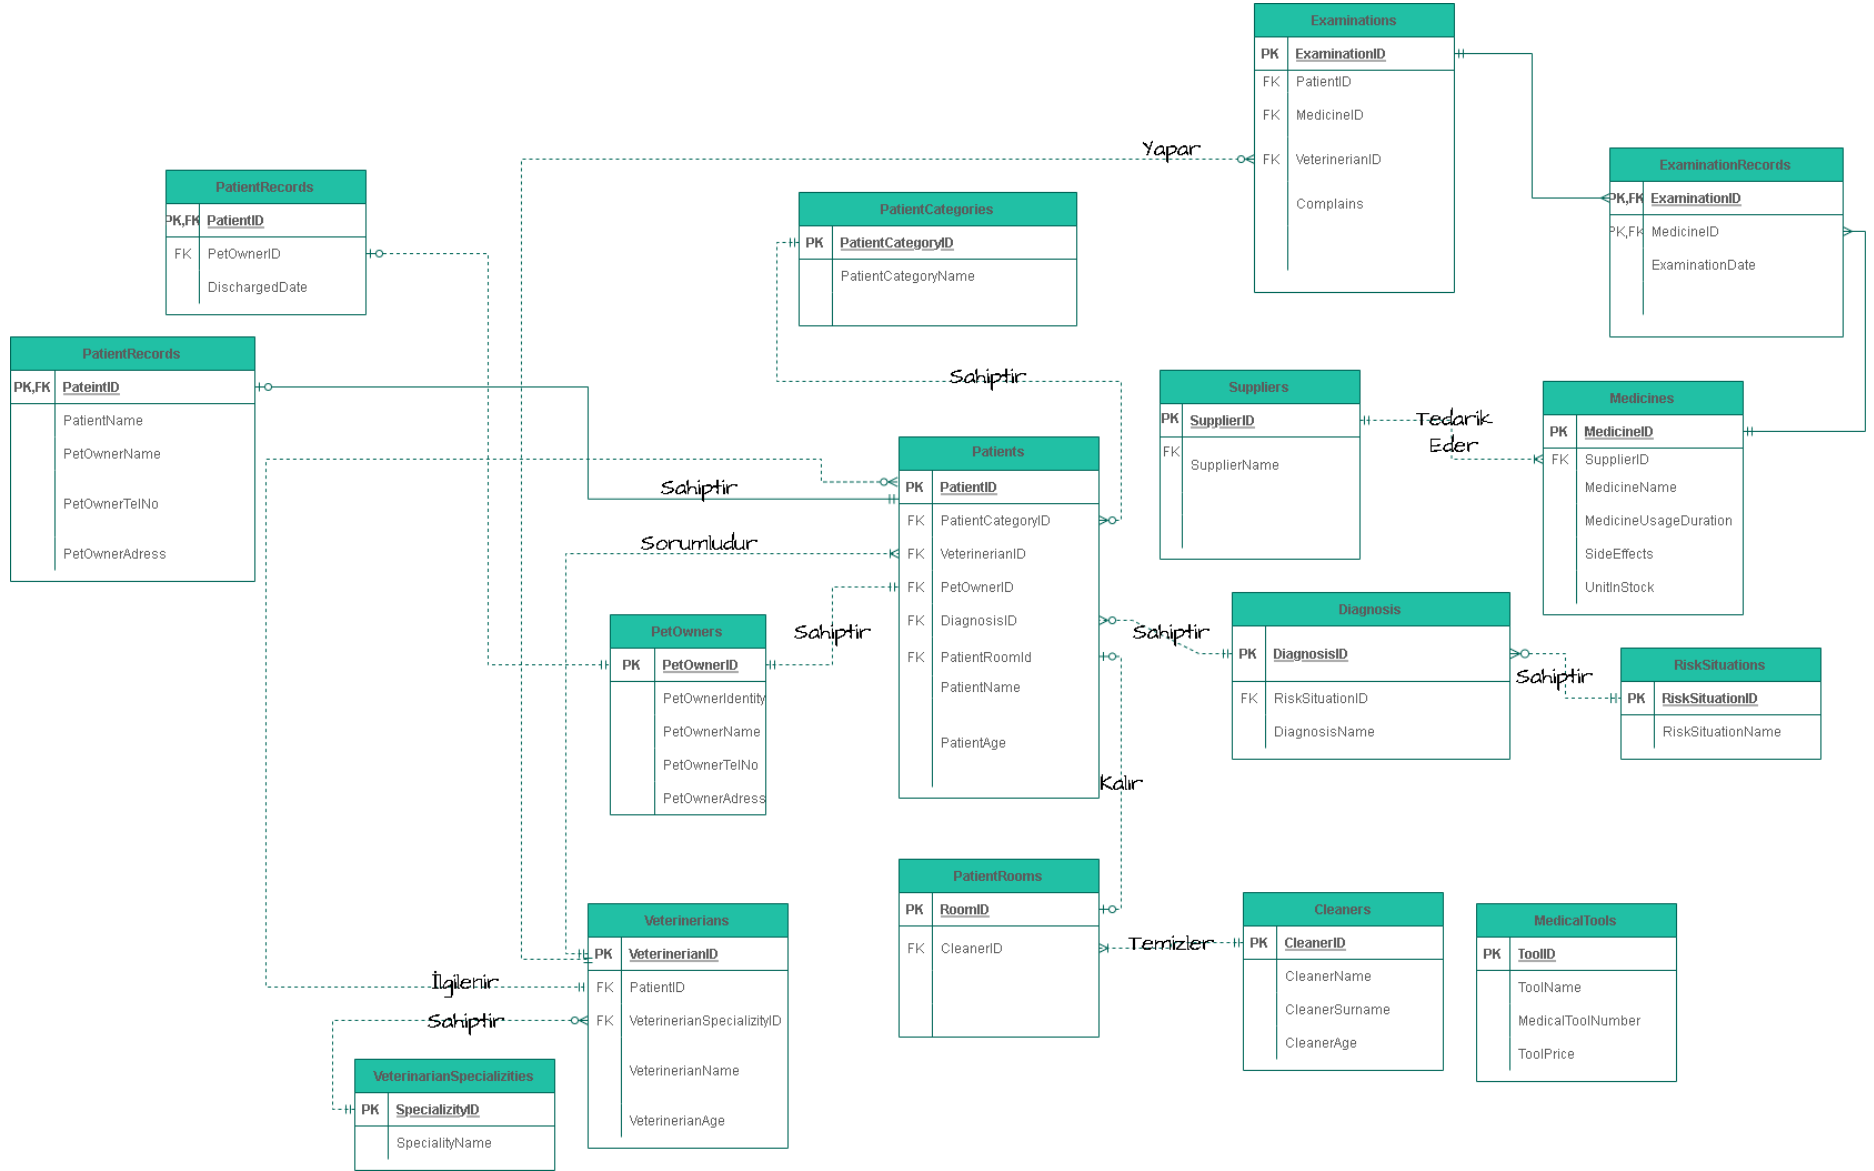 Examinations
PK ExaminationID
FK PatientID
FK MedicineID
FK VeterinerianID
Complains
Yapar
ExaminationRecords
PK,FK ExaminationID
PK,FK MedicineID
ExaminationDate
PatientRecords
PK,FK PatientID
FK PetOwnerID
DischargedDate
PatientCategories
PK PatientCategoryID
PatientCategoryName
Sahiptir
PatientRecords
PK,FK PateintID
PatientName
PetOwnerName
PetOwnerTelNo
PetOwnerAdress
Sahiptir
Sorumludur
Suppliers
PK SupplierID
FK
SupplierName
Tedarik
Eder
Medicines
PK MedicineID
FK SupplierID
MedicineName
MedicineUsageDuration
SideEffects
UnitInStock
Patients
PK PatientID
FK PatientCategoryID
FK VeterinerianID
FK PetOwnerID
FK DiagnosisID
FK PatientRoomId
PatientName
PatientAge
PetOwners
PK PetOwnerID
PetOwnerIdentity
PetOwnerName
PetOwnerTelNo
PetOwnerAdress
Sahiptir
Sahiptir
Diagnosis
PK DiagnosisID
FK RiskSituationID
DiagnosisName
Sahiptir
RiskSituations
PK RiskSituationID
RiskSituationName
Kalır
PatientRooms
PK RoomID
FK CleanerID
Temizler
Cleaners
PK CleanerID
CleanerName
CleanerSurname
CleanerAge
MedicalTools
PK ToolID
ToolName
MedicalToolNumber
ToolPrice
Veterinerians
PK VeterinerianID
FK PatientID
FK VeterinerianSpecializityID
VeterinerianName
VeterinerianAge
İlgilenir
Sahiptir
VeterinarianSpecializities
PK SpecializityID
SpecialityName